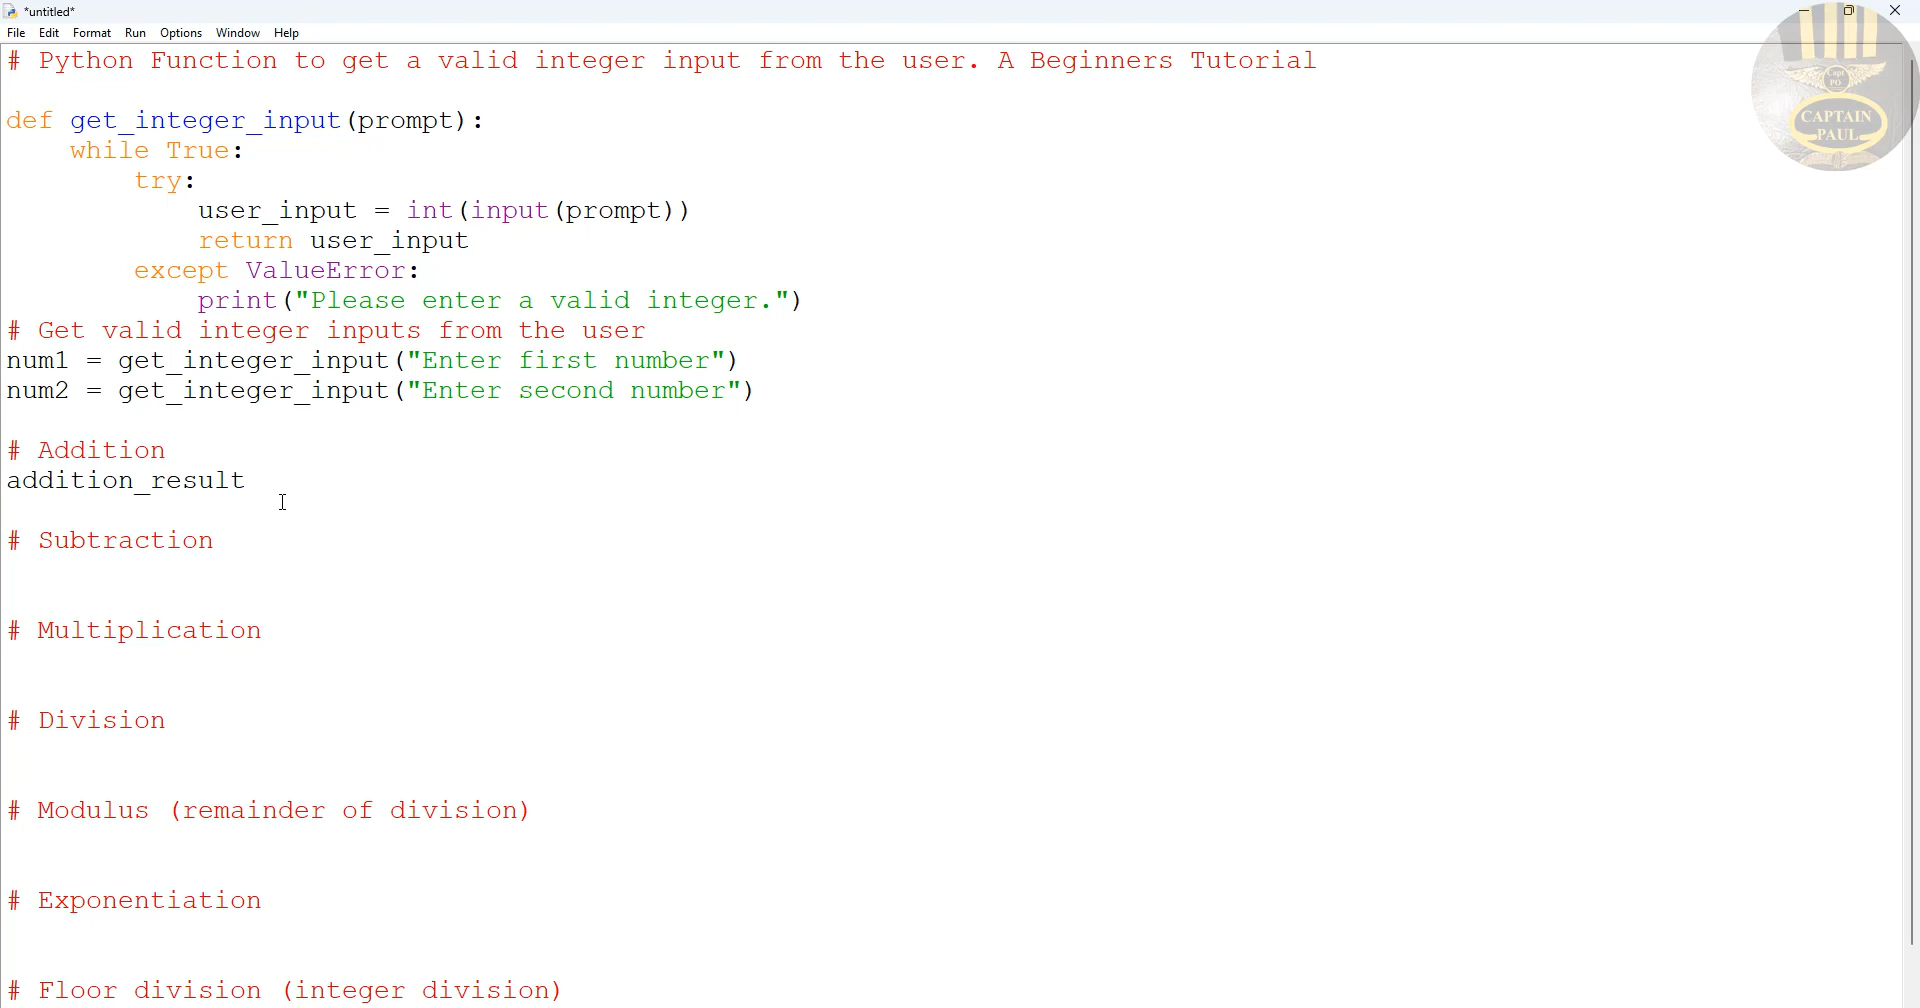 *untitled*
File Edit Format Run Options Window Help
# Python Function to get a valid integer input from the user. A Beginners Tutorial
def get_integer_input(prompt):
    while True:
        try:
            user_input = int(input(prompt))
            return user_input
        except ValueError:
            print("Please enter a valid integer.")
# Get valid integer inputs from the user
num1 = get_integer_input("Enter first number")
num2 = get_integer_input("Enter second number")
# Addition
addition_result
# Subtraction
# Multiplication
# Division
# Modulus (remainder of division)
# Exponentiation
# Floor division (integer division)
Capt
PO
CAPTAIN
PAUL